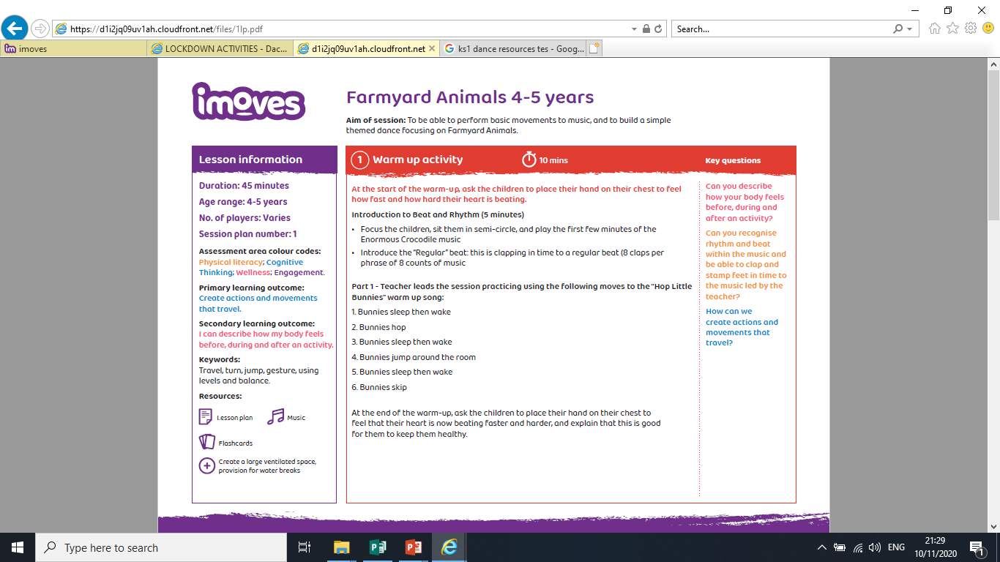 https://d1i2jq09uv1ah.cloudfront.net/files/1lp.pdf
Search...
im imoves
LOCKDOWN ACTIVITIES - Dac...
d1i2jq09uv1ah.cloudfront.net
ks1 dance resources tes - Goog...
imoves
Farmyard Animals 4-5 years
Aim of session: To be able to perform basic movements to music, and to build a simple
themed dance focusing on Farmyard Animals.
Lesson information
Duration: 45 minutes
Age range: 4-5 years
No. of players: Varies
Session plan number: 1
Assessment area colour codes:
Physical literacy; Cognitive
Thinking; Wellness; Engagement.
Primary learning outcome:
Create actions and movements
that travel.
Secondary learning outcome:
I can describe how my body feels
before, during and after an activity.
Keywords:
Travel, turn, jump, gesture, using
levels and balance.
Resources:
Lesson plan
Music
Flashcards
Create a large ventilated space,
provision for water breaks
1 Warm up activity
10 mins
Key questions
At the start of the warm-up, ask the children to place their hand on their chest to feel
how fast and how hard their heart is beating.
Introduction to Beat and Rhythm (5 minutes)
• Focus the children, sit them in semi-circle, and play the first few minutes of the
Enormous Crocodile music
• Introduce the "Regular" beat: this is clapping in time to a regular beat (8 claps per
phrase of 8 counts of music
Part 1 - Teacher leads the session practicing using the following moves to the "Hop Little
Bunnies" warm up song:
1. Bunnies sleep then wake
2. Bunnies hop
3. Bunnies sleep then wake
4. Bunnies jump around the room
5. Bunnies sleep then wake
6. Bunnies skip
At the end of the warm-up, ask the children to place their hand on their chest to
feel that their heart is now beating faster and harder, and explain that this is good
for them to keep them healthy.
Can you describe
how your body feels
before, during and
after an activity?
Can you recognise
rhythm and beat
within the music and
be able to clap and
stamp feet in time to
the music led by the
teacher?
How can we
create actions and
movements that
travel?
Type here to search
ENG
21:29
10/11/2020
1